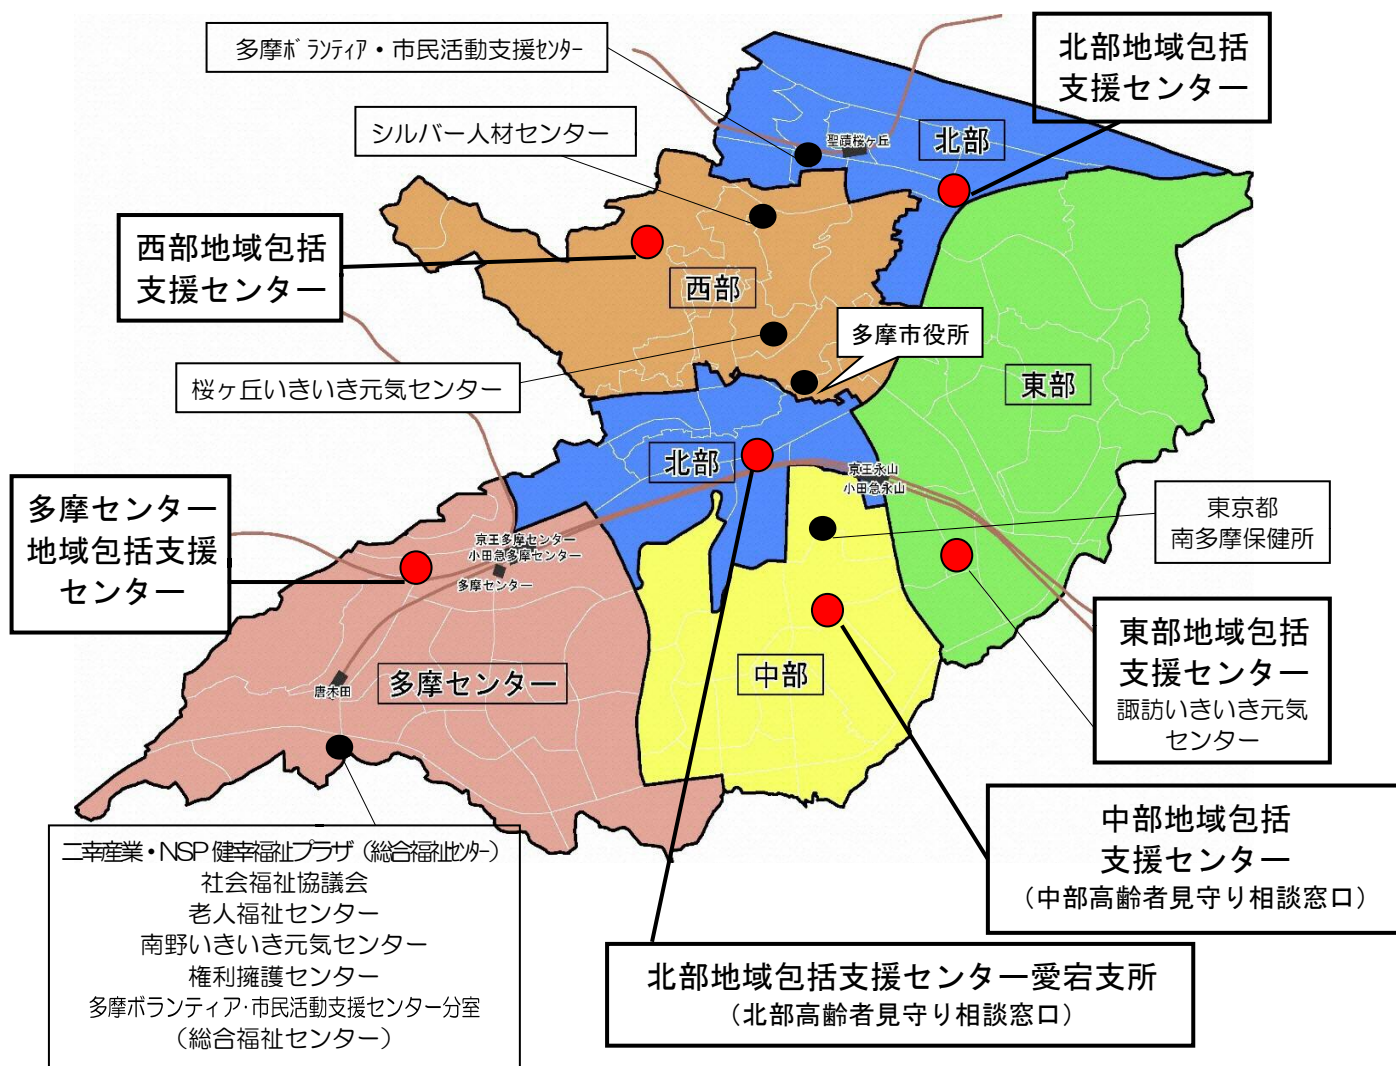 多摩ボランティア・市民活動支援センター
北部地域包括
支援センター
シルバー人材センター
聖蹟桜ヶ丘
北部
西部地域包括
支援センター
西部
多摩市役所
桜ヶ丘いきいき元気センター
東部
北部
京王永山
小田急永山
多摩センター
地域包括支援
センター
東京都
南多摩保健所
京王多摩センター
小田急多摩センター
多摩センター
東部地域包括
支援センター
諏訪いきいき元気
センター
唐木田
多摩センター
中部
中部地域包括
支援センター
（中部高齢者見守り相談窓口）
二幸産業・NSP 健幸福祉プラザ（総合福祉センター）
社会福祉協議会
老人福祉センター
南野いきいき元気センター
権利擁護センター
多摩ボランティア・市民活動支援センター分室
（総合福祉センター）
北部地域包括支援センター愛宕支所
（北部高齢者見守り相談窓口）